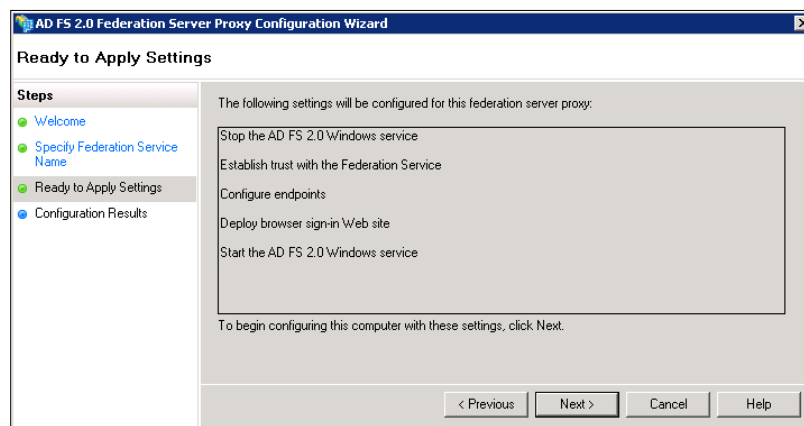 AD FS 2.0 Federation Server Proxy Configuration Wizard
Ready to Apply Settings
Steps
Welcome
Specify Federation Service
Name
Ready to Apply Settings
Configuration Results
The following settings will be configured for this federation server proxy:
Stop the AD FS 2.0 Windows service
Establish trust with the Federation Service
Configure endpoints
Deploy browser sign-in Web site
Start the AD FS 2.0 Windows service
To begin configuring this computer with these settings, click Next.
< Previous
Next >
Cancel
Help